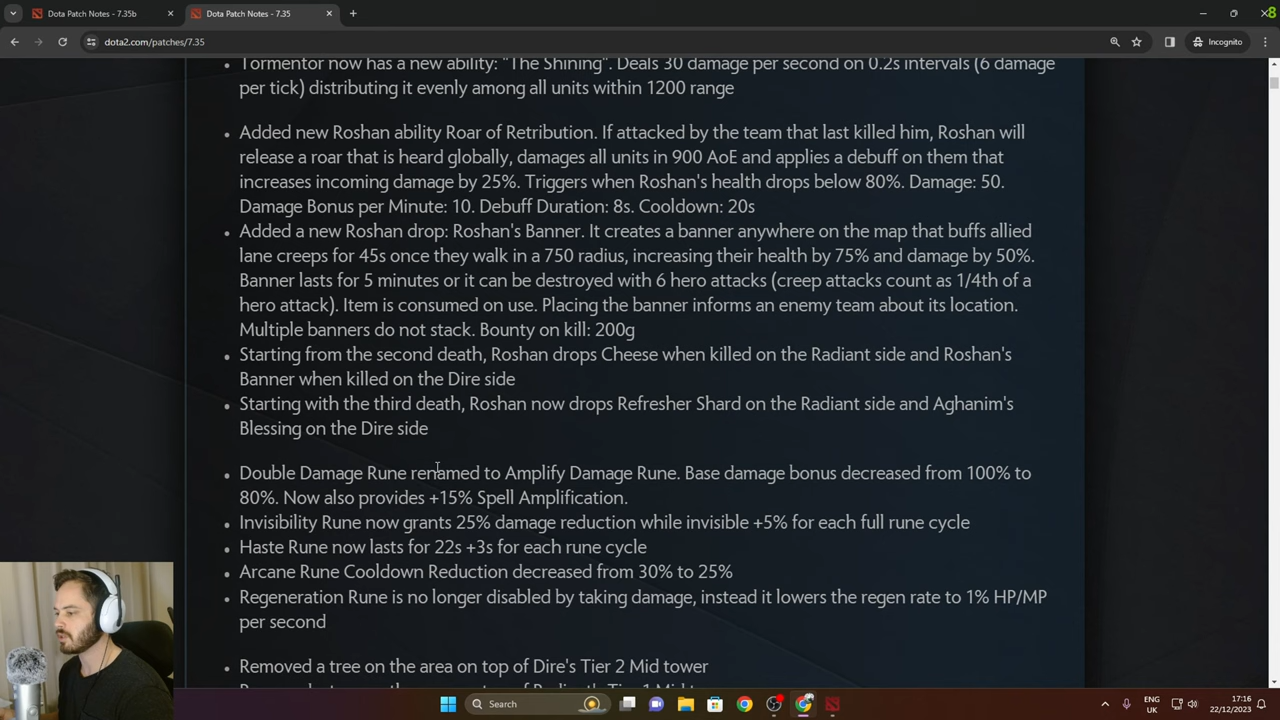 Dota Patch Notes - 7.35b
Dota Patch Notes - 7.35
8
dota2.com/patches/7.35
Incognito
Tormentor now has a new ability: "The Shining". Deals 30 damage per second on 0.2s intervals (6 damage
per tick) distributing it evenly among all units within 1200 range
Added new Roshan ability Roar of Retribution. If attacked by the team that last killed him, Roshan will
release a roar that is heard globally, damages all units in 900 AoE and applies a debuff on them that
increases incoming damage by 25%. Triggers when Roshan's health drops below 80%. Damage: 50.
Damage Bonus per Minute: 10. Debuff Duration: 8s. Cooldown: 20s
Added a new Roshan drop: Roshan's Banner. It creates a banner anywhere on the map that buffs allied
lane creeps for 45s once they walk in a 750 radius, increasing their health by 75% and damage by 50%.
Banner lasts for 5 minutes or it can be destroyed with 6 hero attacks (creep attacks count as 1/4th of a
hero attack). Item is consumed on use. Placing the banner informs an enemy team about its location.
Multiple banners do not stack. Bounty on kill: 200g
Starting from the second death, Roshan drops Cheese when killed on the Radiant side and Roshan's
Banner when killed on the Dire side
Starting with the third death, Roshan now drops Refresher Shard on the Radiant side and Aghanim's
Blessing on the Dire side
Double Damage Rune renamed to Amplify Damage Rune. Base damage bonus decreased from 100% to
80%. Now also provides +15% Spell Amplification.
Invisibility Rune now grants 25% damage reduction while invisible +5% for each full rune cycle
Haste Rune now lasts for 22s +3s for each rune cycle
Arcane Rune Cooldown Reduction decreased from 30% to 25%
Regeneration Rune is no longer disabled by taking damage, instead it lowers the regen rate to 1% HP/MP
per second
Removed a tree on the area on top of Dire's Tier 2 Mid tower
Search
ENG
UK
17:16
22/12/2023